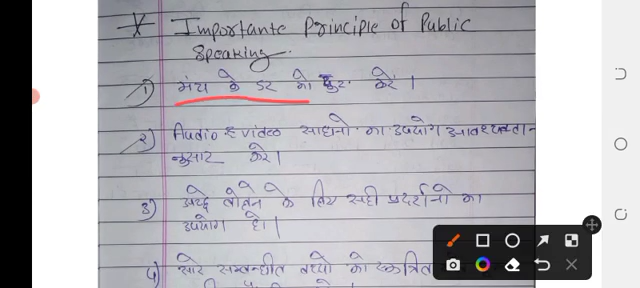 Importante Principle of Public
Speaking.
1) मंच के डर को दूर करें ।
2) Audio & Video साधनो का उपयोग आवश्यकता-
नुसार करे ।
3) अच्छे बोलने के लिए सही प्रदर्शनो का
उपयोग हो ।
4) सारे सम्बन्धीत तथ्यो को एकत्रित